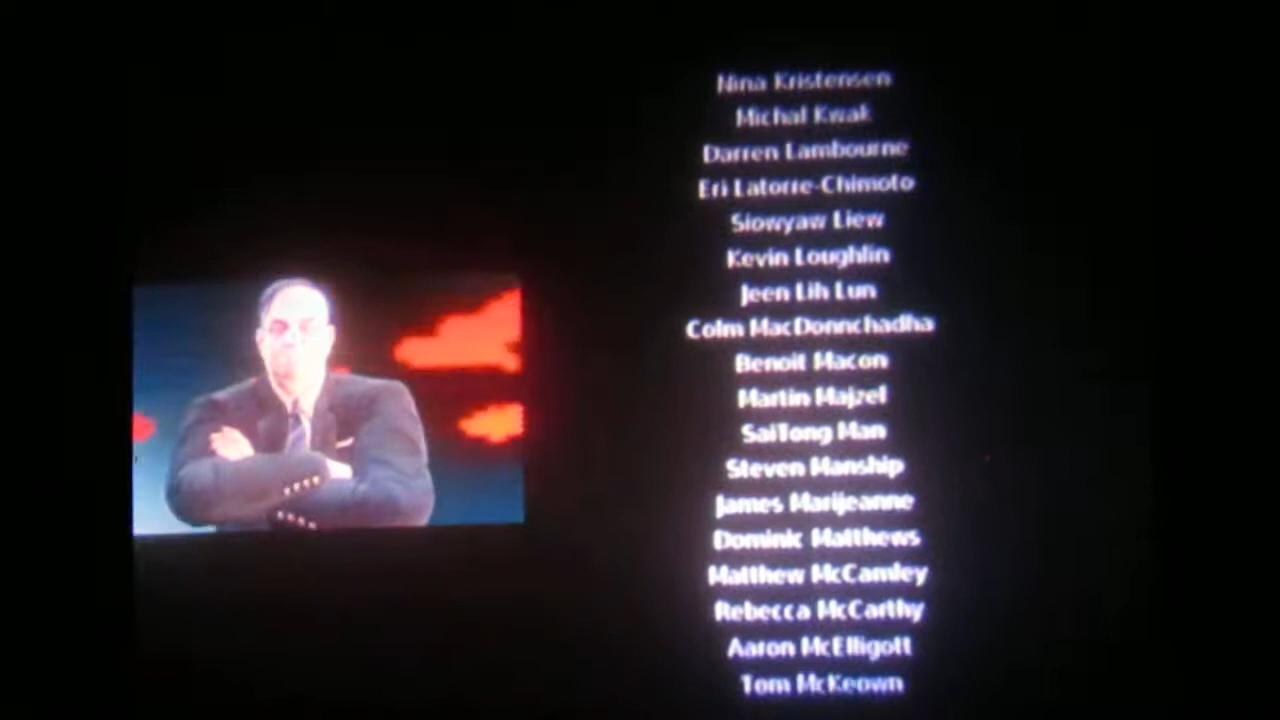 Nina Kristensen
Michal Kwak
Darren Lambourne
Eri Latorre-Chimoto
Siowyaw Liew
Kevin Loughlin
Jeen Lih Lun
Colm MacDonnchadha
Benoit Macon
Martin Majzel
SaiTong Man
Steven Manship
James Marijeanne
Dominic Matthews
Matthew McCamley
Rebecca McCarthy
Aaron McElligott
Tom McKeown